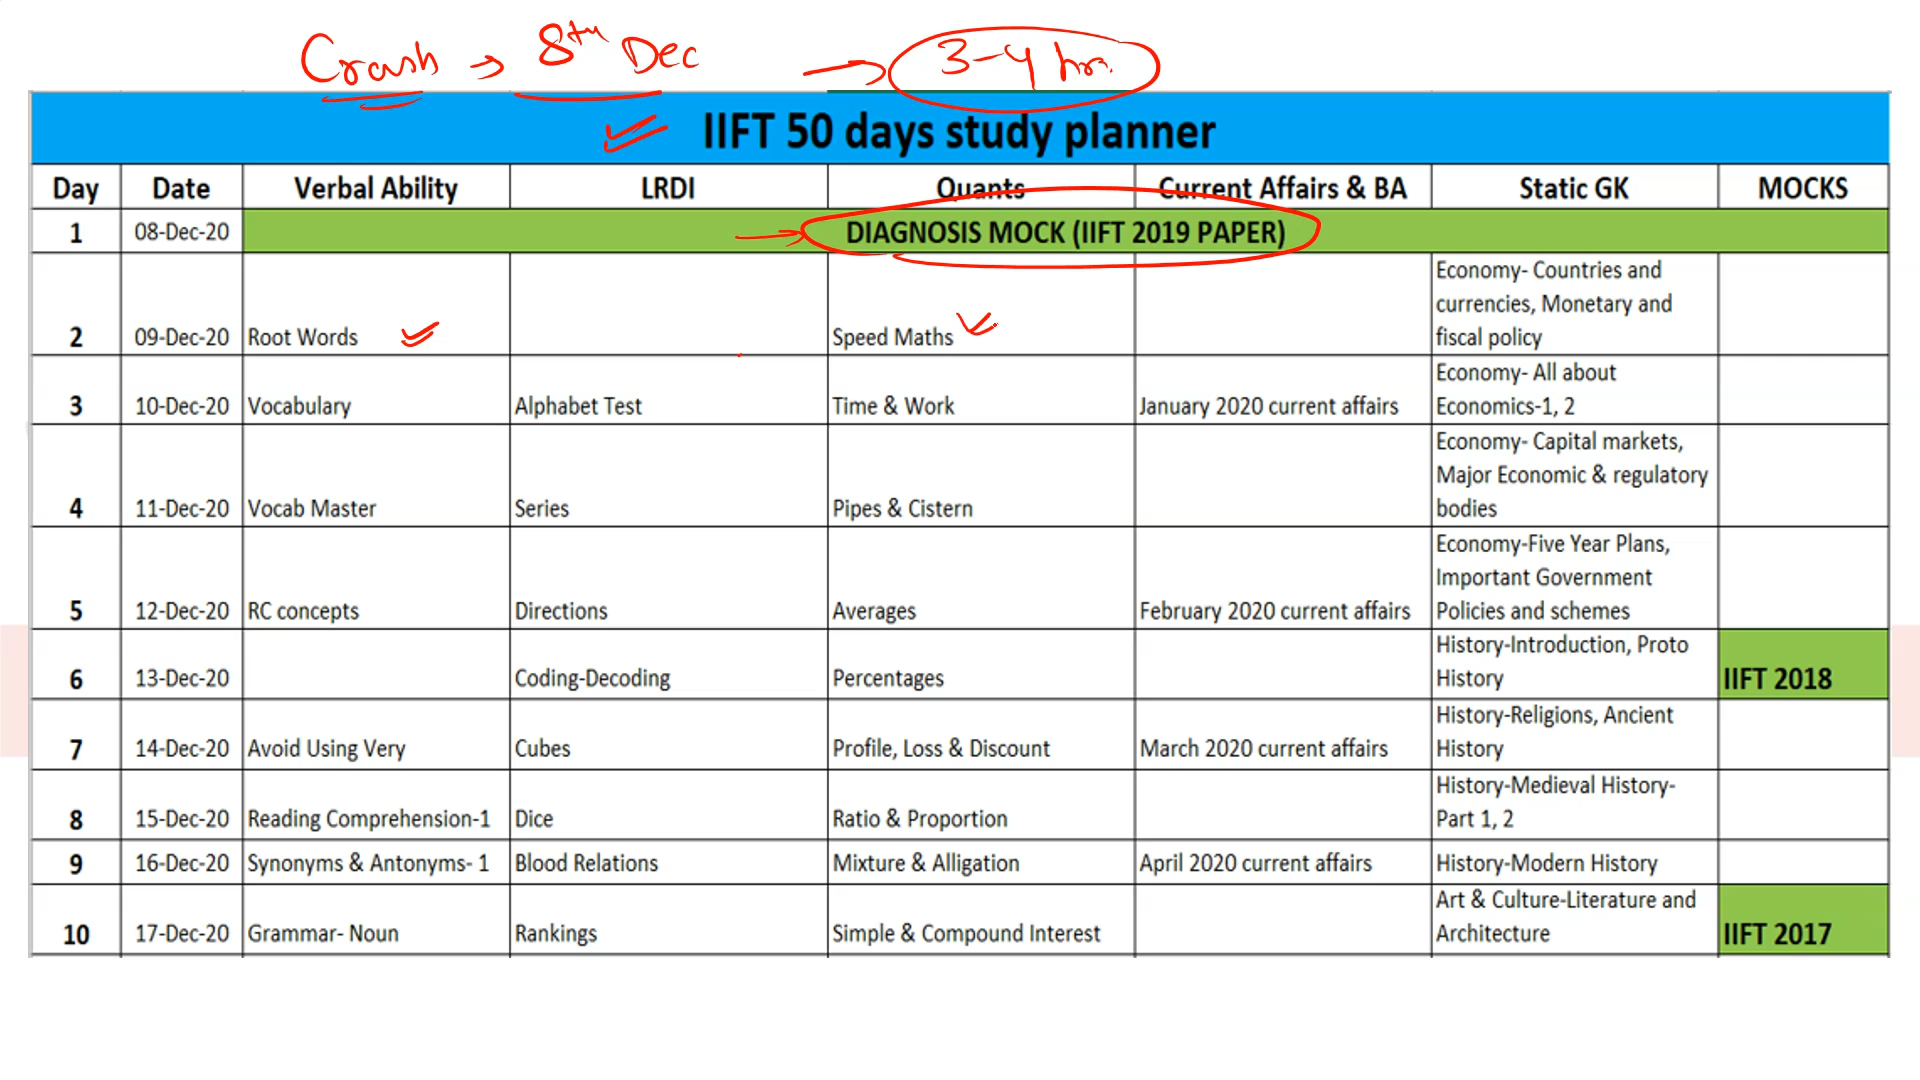 Crash → 8th Dec → 3-4 hrs.
IIFT 50 days study planner
Day Date Verbal Ability LRDI Quants Current Affairs & BA Static GK MOCKS
1 08-Dec-20 DIAGNOSIS MOCK (IIFT 2019 PAPER)
Economy- Countries and
currencies, Monetary and
2 09-Dec-20 Root Words Speed Maths fiscal policy
Economy- All about
3 10-Dec-20 Vocabulary Alphabet Test Time & Work January 2020 current affairs Economics-1, 2
Economy- Capital markets,
Major Economic & regulatory
4 11-Dec-20 Vocab Master Series Pipes & Cistern bodies
Economy-Five Year Plans,
Important Government
5 12-Dec-20 RC concepts Directions Averages February 2020 current affairs Policies and schemes
History-Introduction, Proto
6 13-Dec-20 Coding-Decoding Percentages History IIFT 2018
History-Religions, Ancient
7 14-Dec-20 Avoid Using Very Cubes Profile, Loss & Discount March 2020 current affairs History
History-Medieval History-
8 15-Dec-20 Reading Comprehension-1 Dice Ratio & Proportion Part 1, 2
9 16-Dec-20 Synonyms & Antonyms- 1 Blood Relations Mixture & Alligation April 2020 current affairs History-Modern History
Art & Culture-Literature and
10 17-Dec-20 Grammar- Noun Rankings Simple & Compound Interest Architecture IIFT 2017